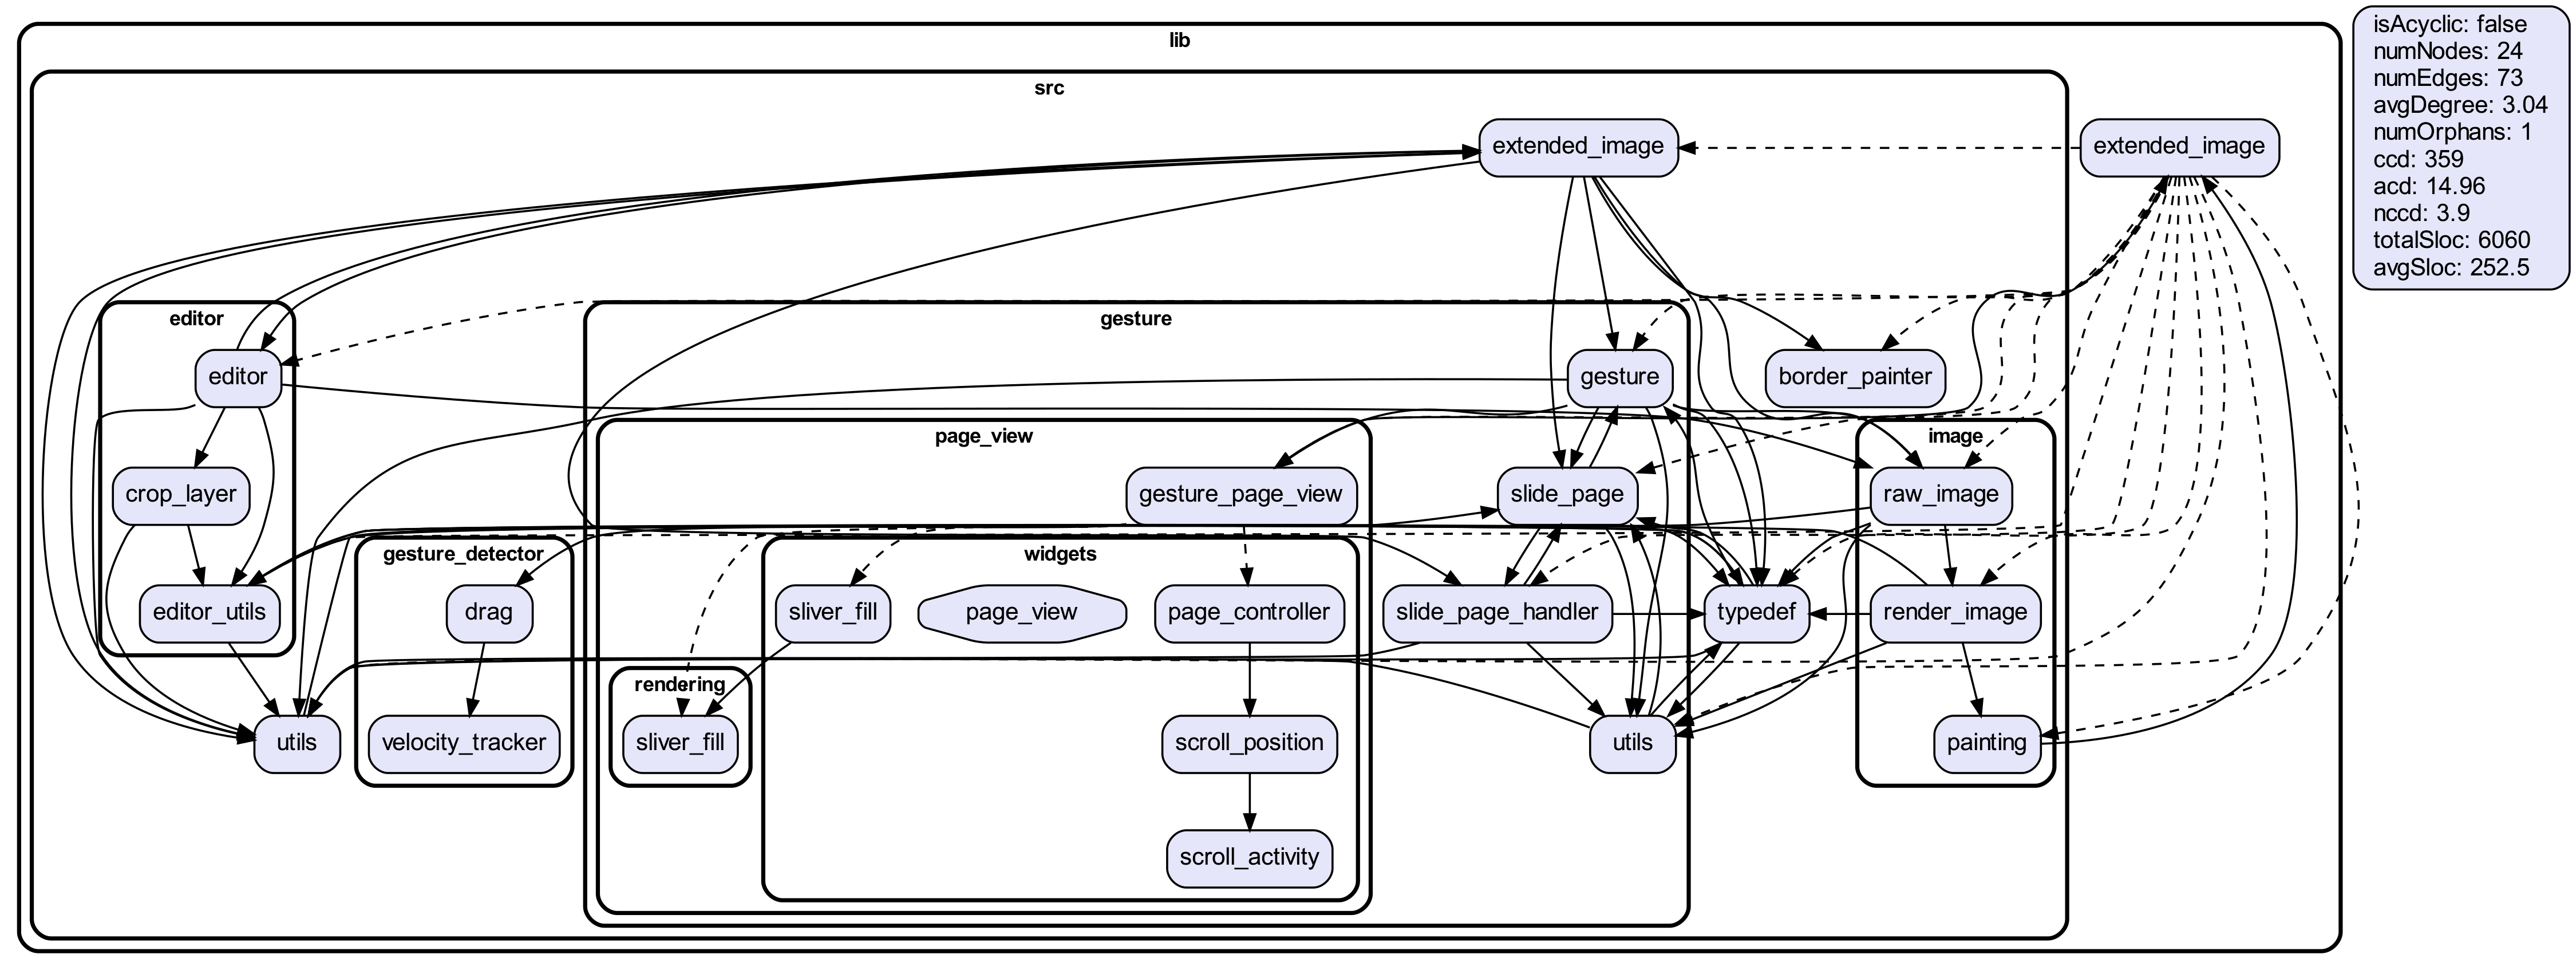 lib
src
extended_image
extended_image
isAcyclic: false
numNodes: 24
numEdges: 73
avgDegree: 3.04
numOrphans: 1
ccd: 359
acd: 14.96
nccd: 3.9
totalSloc: 6060
avgSloc: 252.5
editor
gesture
editor
gesture
border_painter
page_view
image
crop_layer
gesture_page_view
slide_page
raw_image
gesture_detector
widgets
editor_utils
drag
sliver_fill
page_view
page_controller
slide_page_handler
typedef
render_image
rendering
utils
velocity_tracker
sliver_fill
scroll_position
utils
painting
scroll_activity